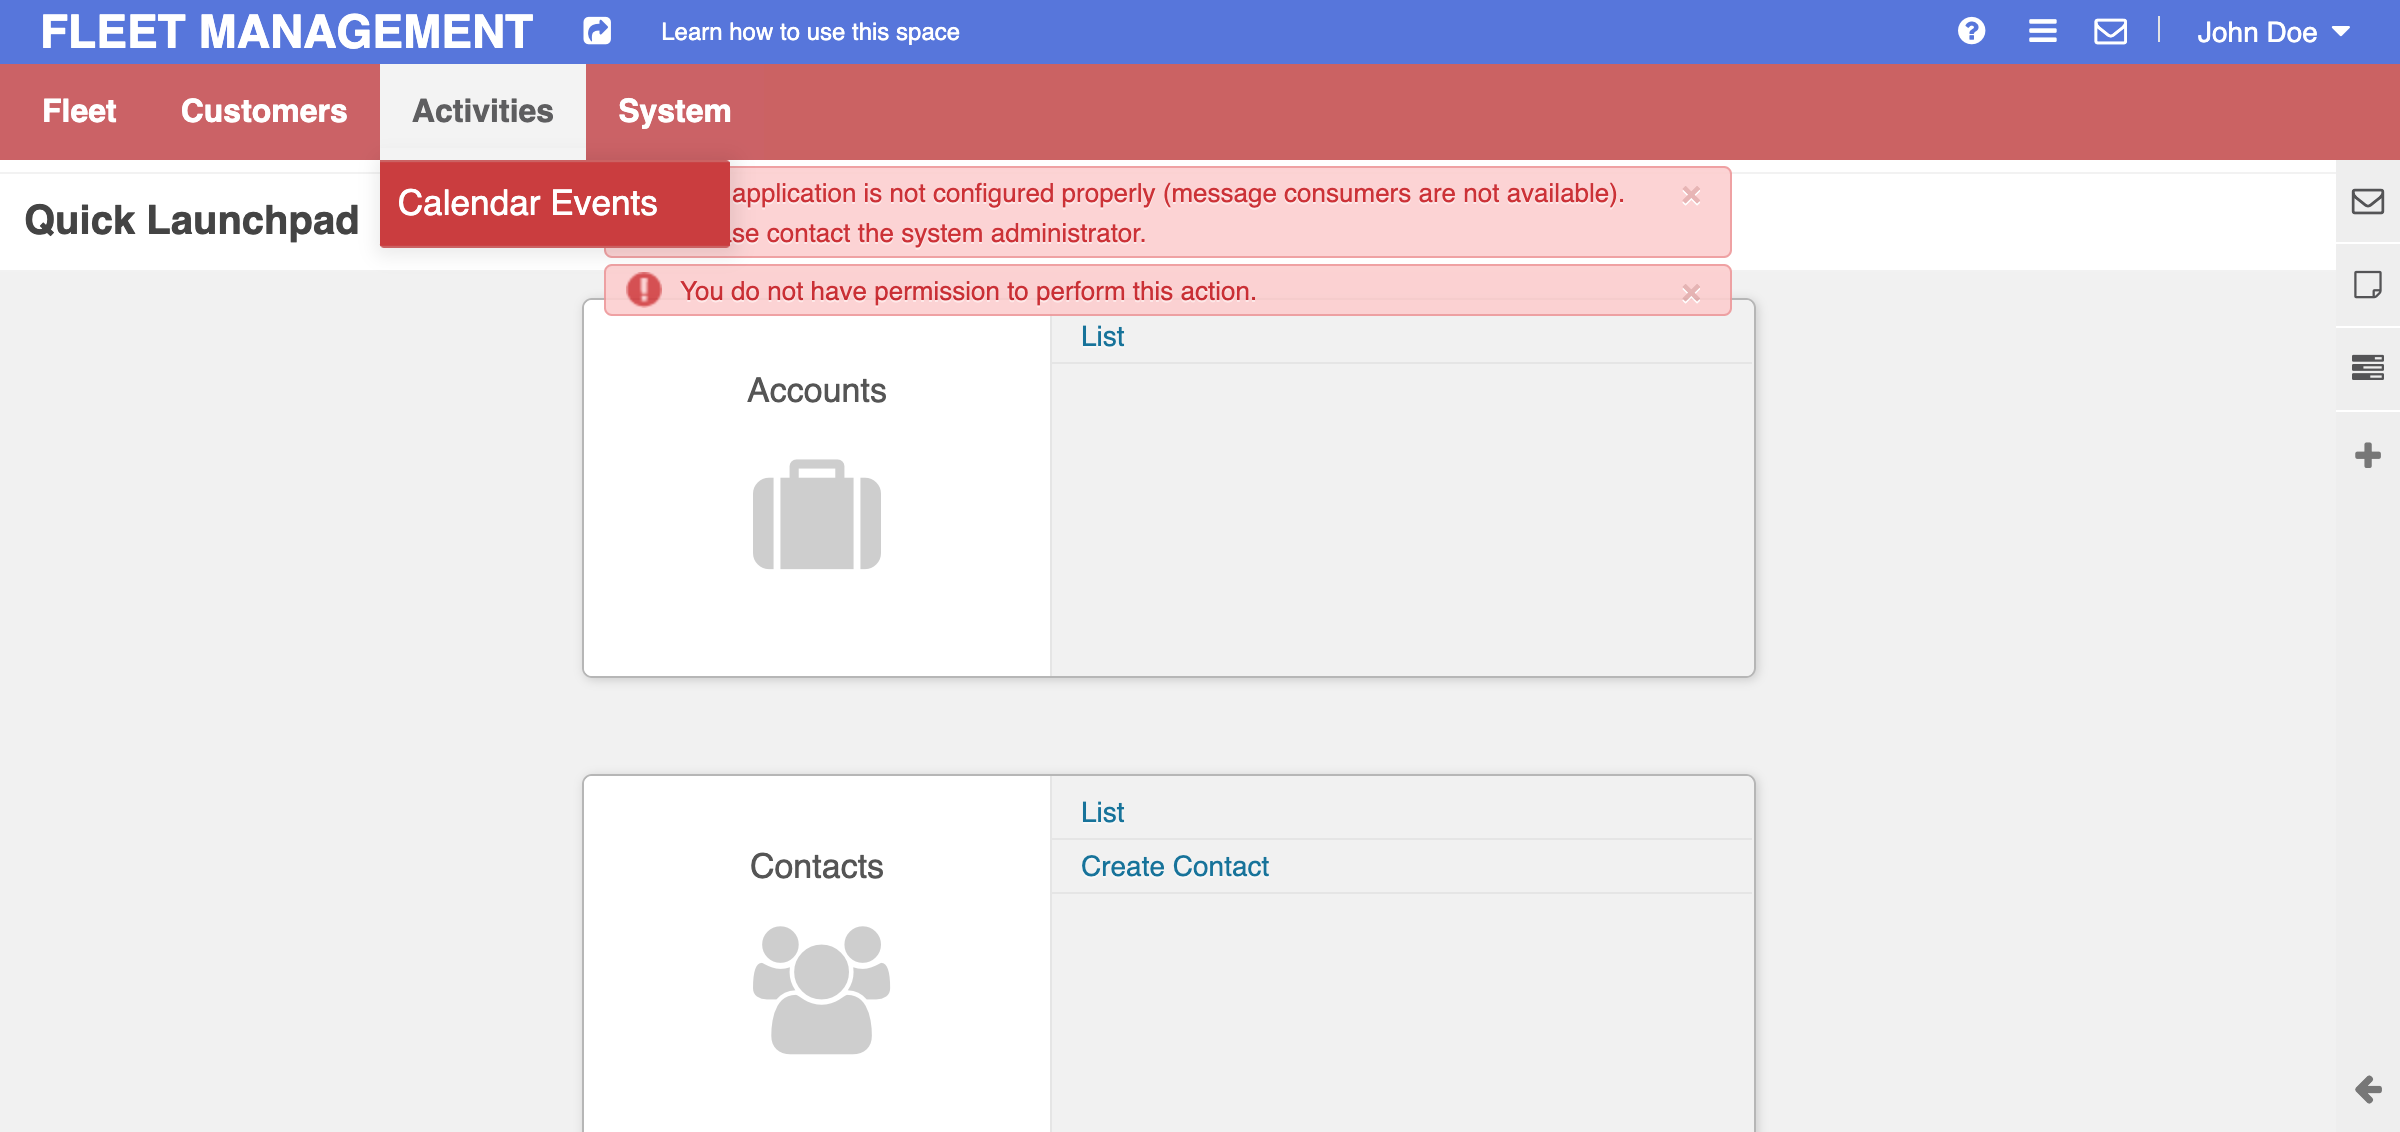 FLEET MANAGEMENT
Learn how to use this space
John Doe
Fleet
Customers
Activities
System
Quick Launchpad
Calendar Events
application is not configured properly (message consumers are not available).
contact the system administrator.
You do not have permission to perform this action.
List
Accounts
List
Contacts
Create Contact